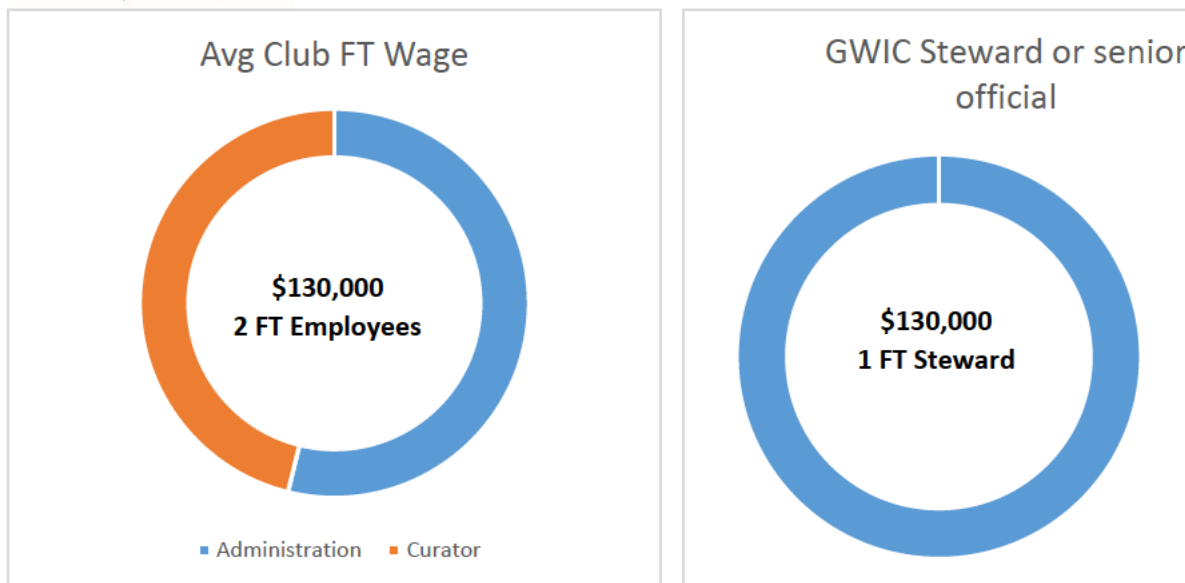 Avg Club FT Wage
$130,000
2 FT Employees
Administration
Curator
GWIC Steward or senior
official
$130,000
1 FT Steward